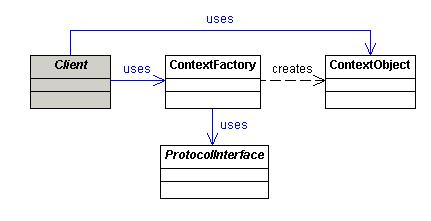 uses
Client
uses
ContextFactory
creates
ContextObject
uses
ProtocolInterface